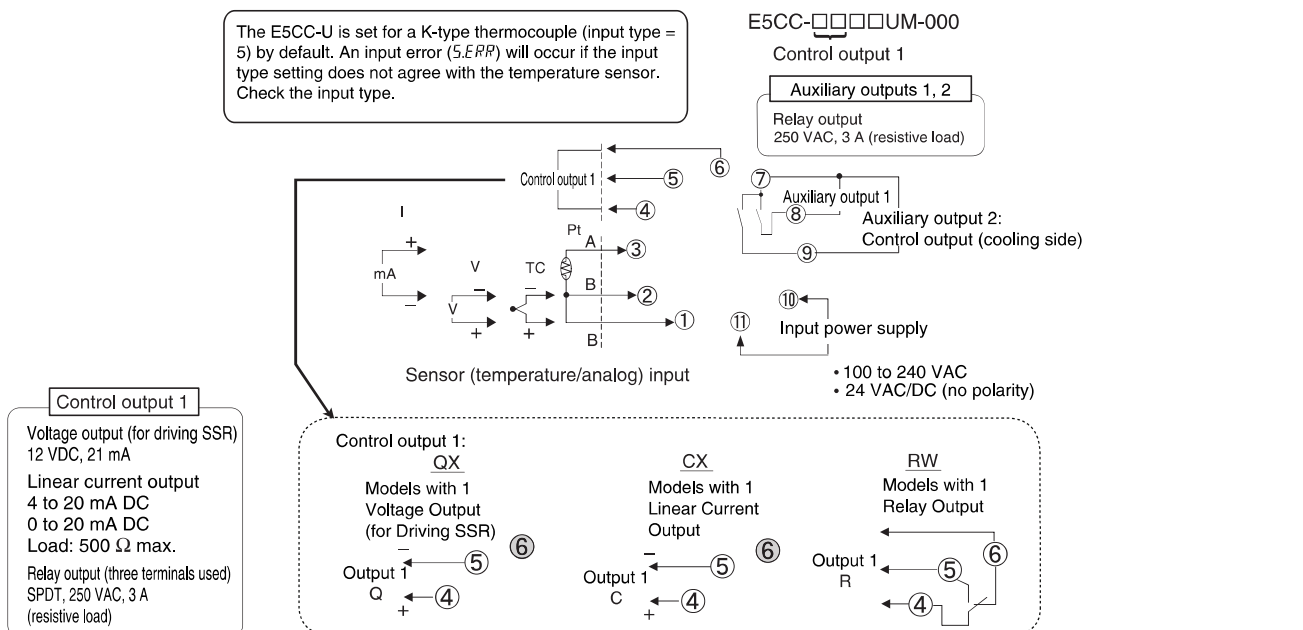 The E5CC-U is set for a K-type thermocouple (input type =
5) by default. An input error (S.ERR) will occur if the input
type setting does not agree with the temperature sensor.
Check the input type.
E5CC-□□□□UM-000
Control output 1
Auxiliary outputs 1, 2
Relay output
250 VAC, 3 A (resistive load)
Control output 1
⑥
⑤
④
⑦
Auxiliary output 1
⑧
Auxiliary output 2:
Control output (cooling side)
⑨
I
+
mA
−
V
−
V
+
TC
−
+
Pt
A
③
B
②
①
B
⑩
⑪
Input power supply
• 100 to 240 VAC
• 24 VAC/DC (no polarity)
Sensor (temperature/analog) input
Control output 1
Voltage output (for driving SSR)
12 VDC, 21 mA
Linear current output
4 to 20 mA DC
0 to 20 mA DC
Load: 500 Ω max.
Relay output (three terminals used)
SPDT, 250 VAC, 3 A
(resistive load)
Control output 1:
QX
Models with 1
Voltage Output
(for Driving SSR)
−
⑤
⑥
Output 1
Q
④
+
CX
Models with 1
Linear Current
Output
−
⑤
⑥
Output 1
C
④
+
RW
Models with 1
Relay Output
⑥
Output 1
R
⑤
④